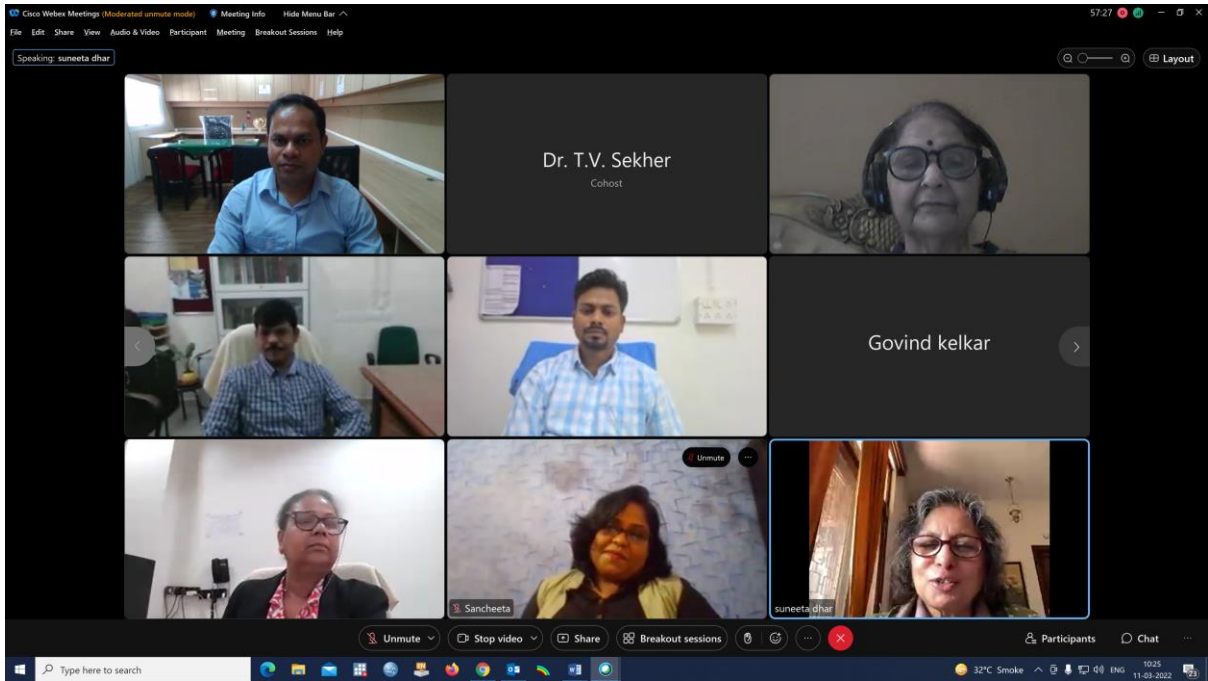 Cisco Webex Meetings (Moderated unmute mode) Meeting Info Hide Menu Bar 57:27
File Edit Share View Audio & Video Participant Meeting Breakout Sessions Help
Speaking: suneeta dhar
Layout
Dr. T.V. Sekher
Cohost
Govind kelkar
Unmute
Sancheeta
suneeta dhar
Unmute Stop video Share Breakout sessions Participants Chat
Type here to search
32°C Smoke ENG
10:25
11-03-2022
23